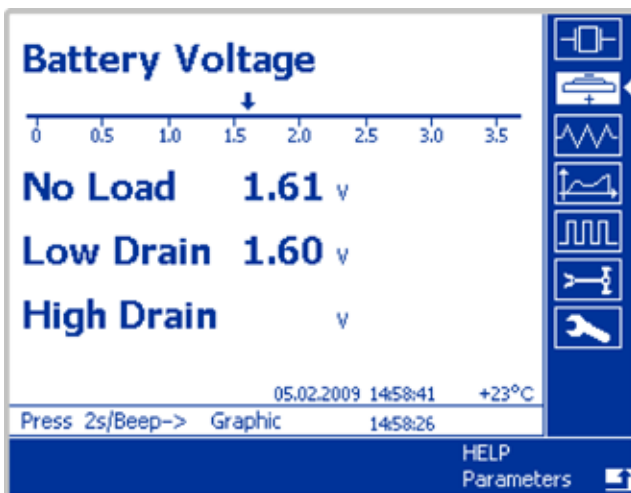 Battery Voltage
0 0.5 1.0 1.5 2.0 2.5 3.0 3.5
No Load 1.61 v
Low Drain 1.60 v
High Drain v
05.02.2009 14:58:41 +23°C
Press 2s/Beep-> Graphic 14:58:26
HELP
Parameters